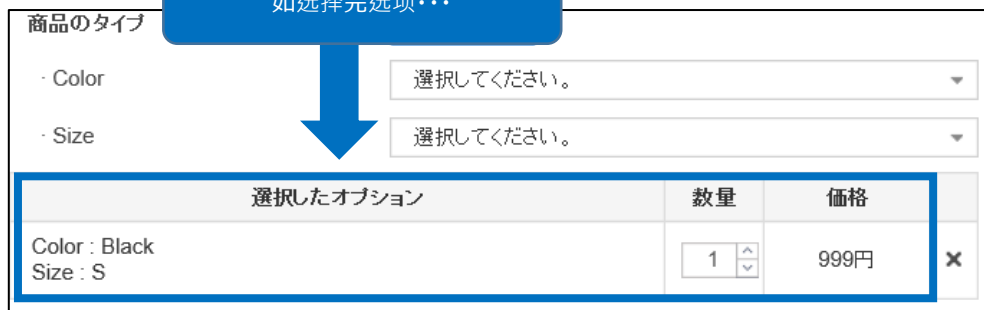 如选择完选项•••
商品のタイプ
· Color 選択してください。
· Size 選択してください。
選択したオプション 数量 価格
Color : Black
Size : S
1 999円 ×